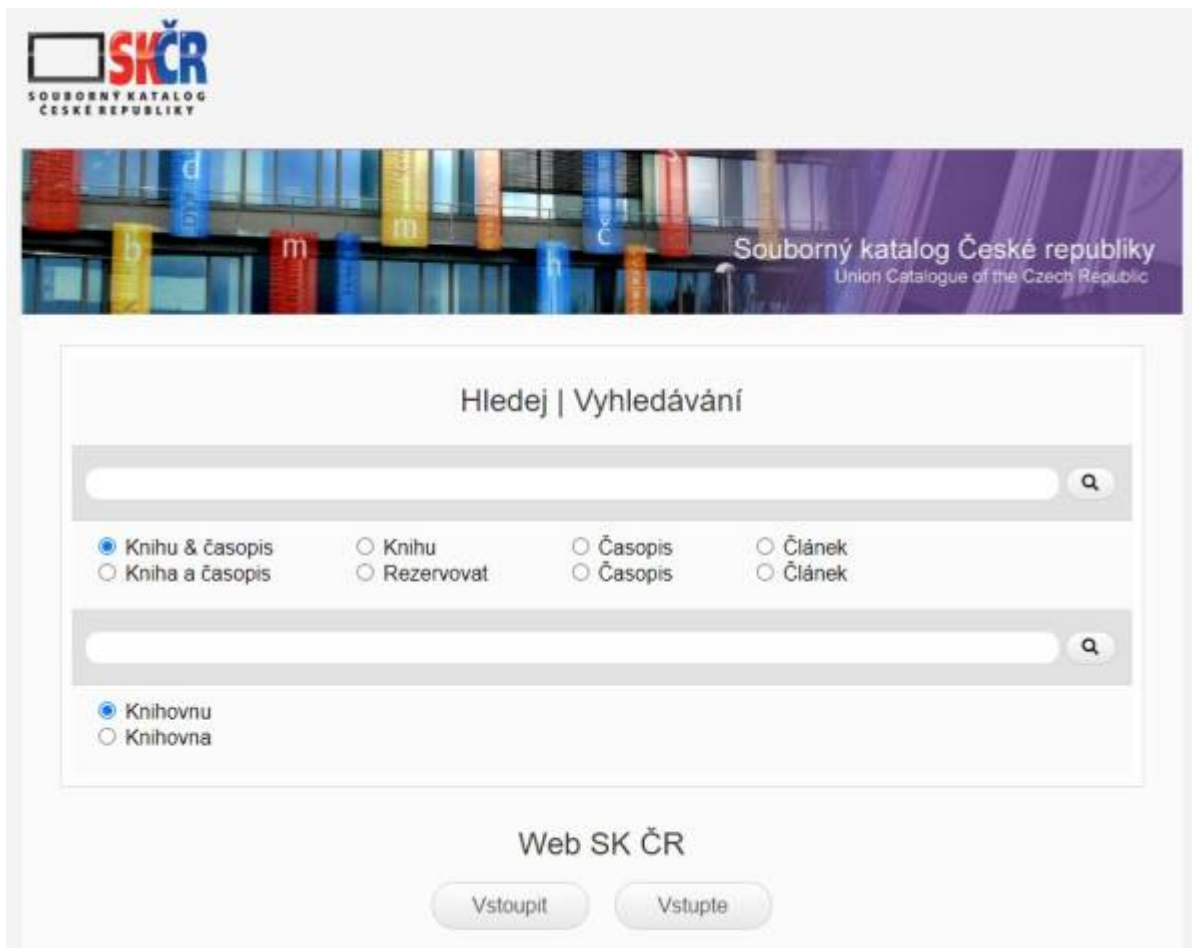 SKČR
SOUBORNÝ KATALOG
ČESKÉ REPUBLIKY
d
b
m
m
h
Č
s
Souborný katalog České republiky
Union Catalogue of the Czech Republic
Hledej | Vyhledávání
Knihu & časopis Knihu Časopis Článek
Kniha a časopis Rezervovat Časopis Článek
Knihovnu
Knihovna
Web SK ČR
Vstoupit Vstupte